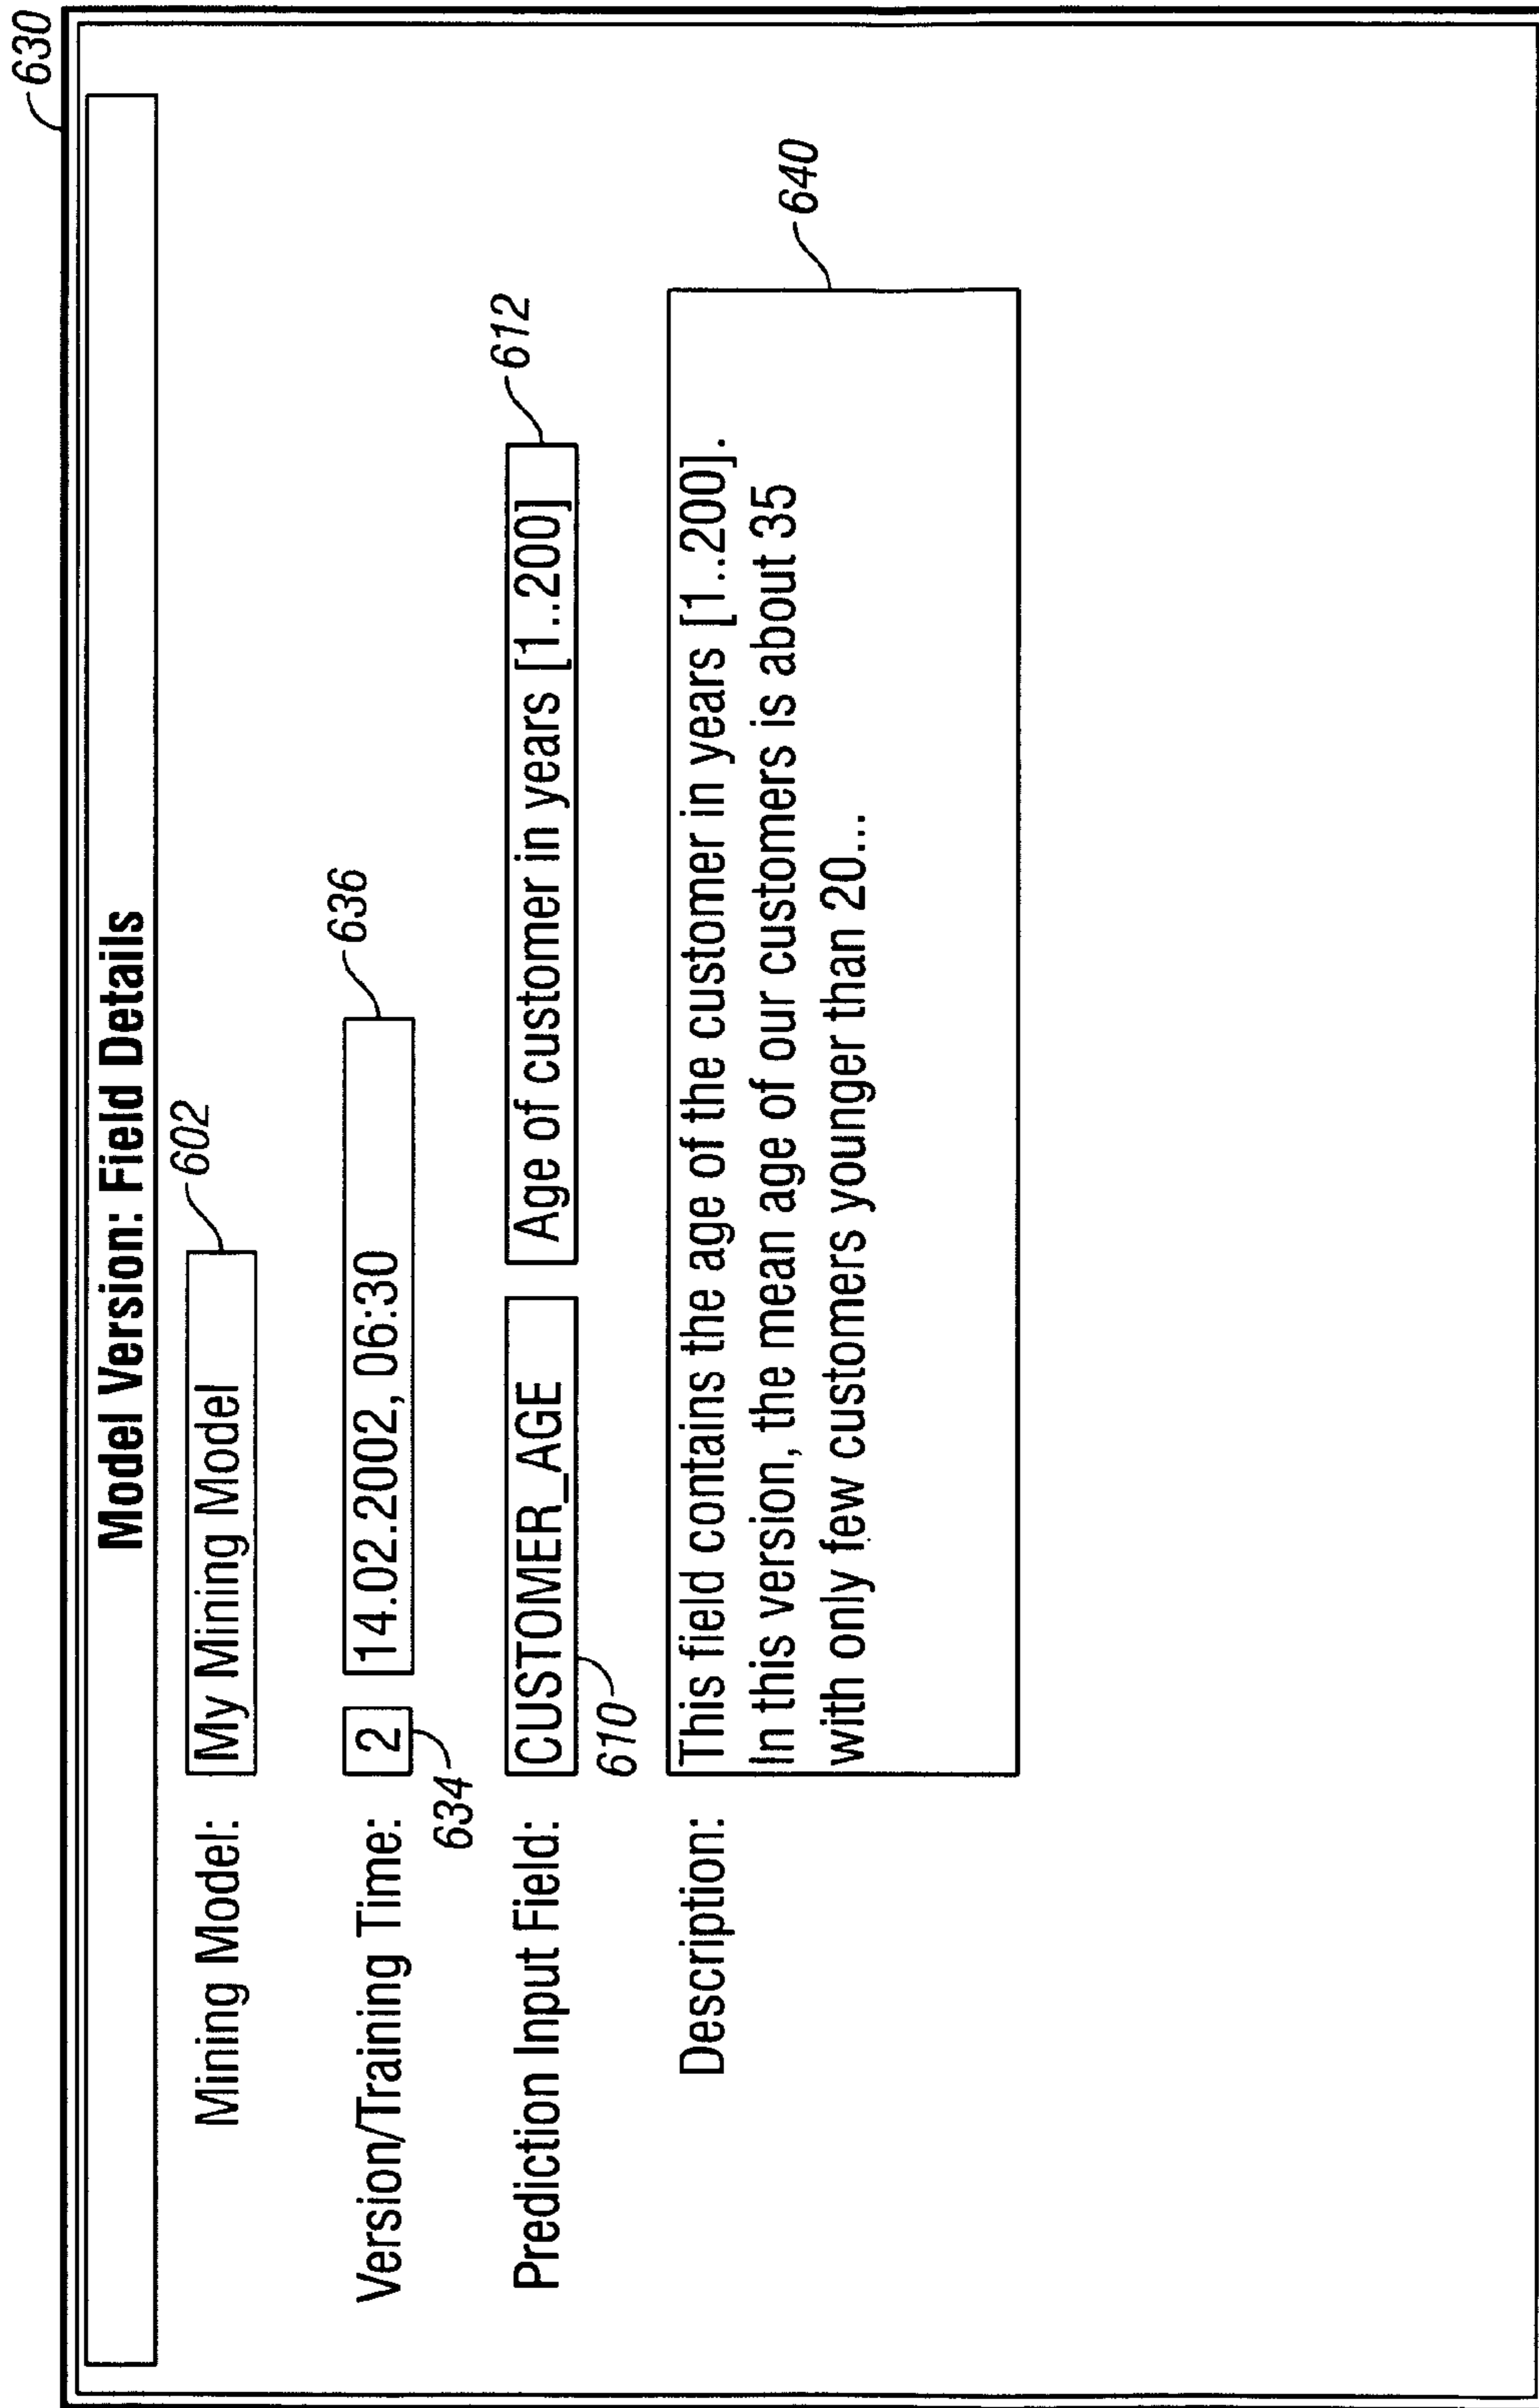 630
Model Version: Field Details
602
Mining Model: My Mining Model
636
Version/Training Time: 2 14.02.2002, 06:30
634
612
Prediction Input Field: CUSTOMER_AGE Age of customer in years [1..200]
610
640
Description: This field contains the age of the customer in years [1..200].
In this version, the mean age of our customers is about 35
with only few customers younger than 20...